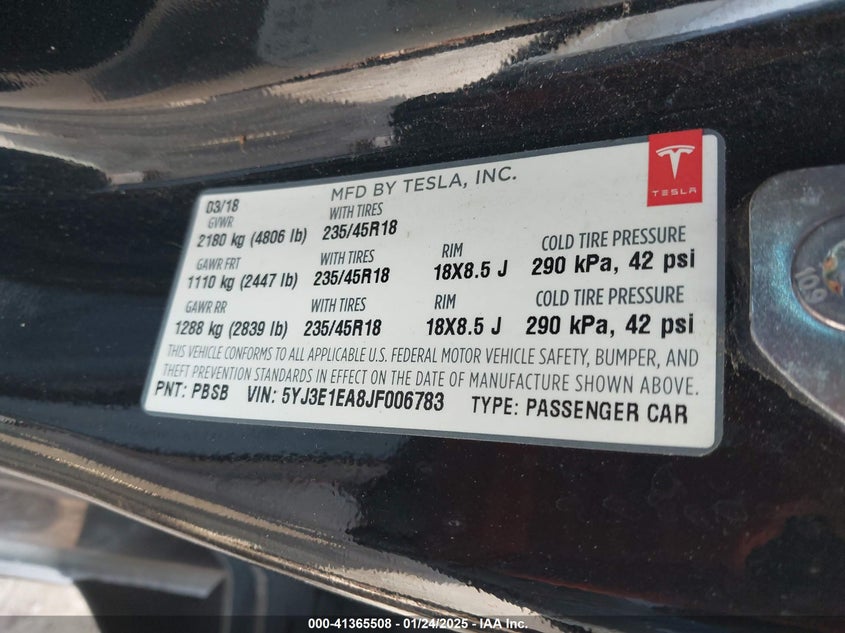 MFD BY TESLA, INC.
TESLA
03/18
GVWR WITH TIRES
2180 kg (4806 lb) 235/45R18
GAWR FRT WITH TIRES RIM COLD TIRE PRESSURE
1110 kg (2447 lb) 235/45R18 18X8.5 J 290 kPa, 42 psi
GAWR RR WITH TIRES RIM COLD TIRE PRESSURE
1288 kg (2839 lb) 235/45R18 18X8.5 J 290 kPa, 42 psi
THIS VEHICLE CONFORMS TO ALL APPLICABLE U.S. FEDERAL MOTOR VEHICLE SAFETY, BUMPER, AND
THEFT PREVENTION STANDARDS IN EFFECT ON THE DATE OF MANUFACTURE SHOWN ABOVE.
PNT: PBSB VIN: 5YJ3E1EA8JF006783 TYPE: PASSENGER CAR
109
000-41365508 - 01/24/2025 - IAA Inc.